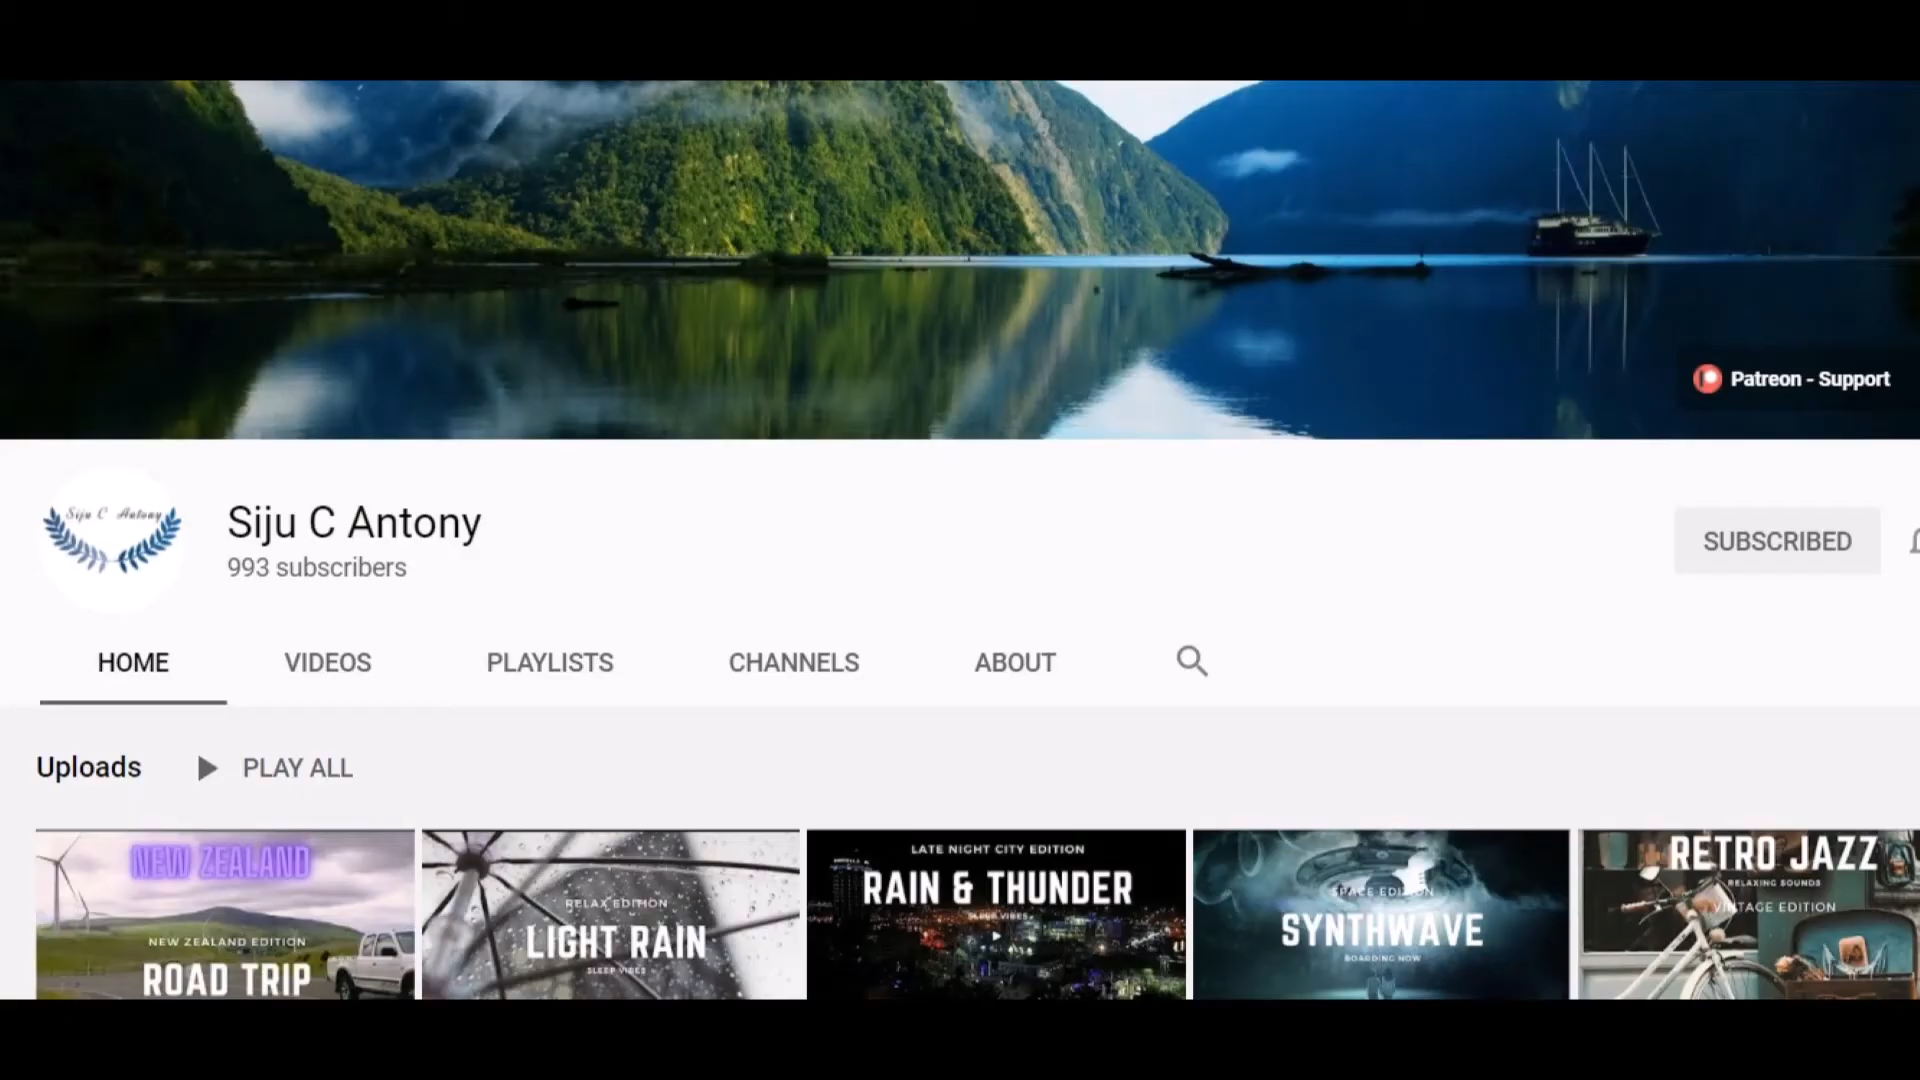 Patreon - Support
Siju C Antony
Siju C Antony
993 subscribers
SUBSCRIBED
HOME
VIDEOS
PLAYLISTS
CHANNELS
ABOUT
Uploads
PLAY ALL
NEW ZEALAND
NEW ZEALAND EDITION
ROAD TRIP
RELAX EDITION
LIGHT RAIN
SLEEP VIBES
LATE NIGHT CITY EDITION
RAIN & THUNDER
SLEEP VIBES
SPACE EDITION
SYNTHWAVE
BOARDING NOW
RETRO JAZZ
RELAXING SOUNDS
VINTAGE EDITION